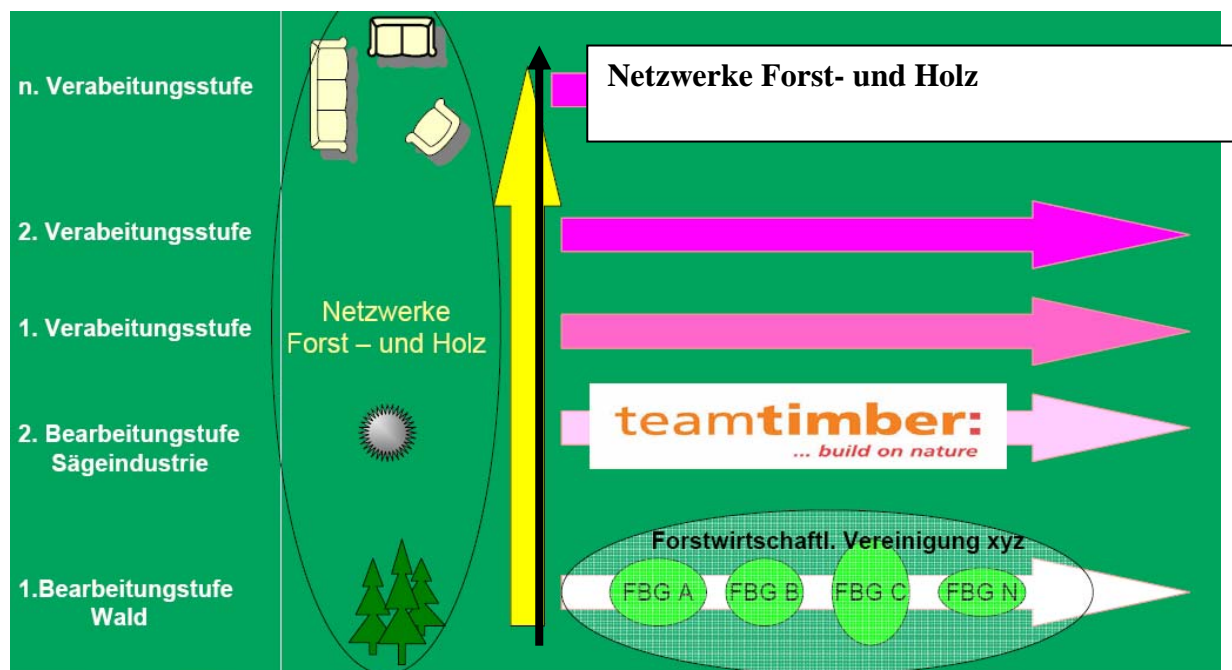 Netzwerke Forst- und Holz
n. Verabeitungsstufe
2. Verabeitungsstufe
1. Verabeitungsstufe
Netzwerke
Forst – und Holz
2. Bearbeitungstufe
Sägeindustrie
teamtimber:
... build on nature
Forstwirtschaftl. Vereinigung xyz
1.Bearbeitungstufe
Wald
FBG A
FBG B
FBG C
FBG N